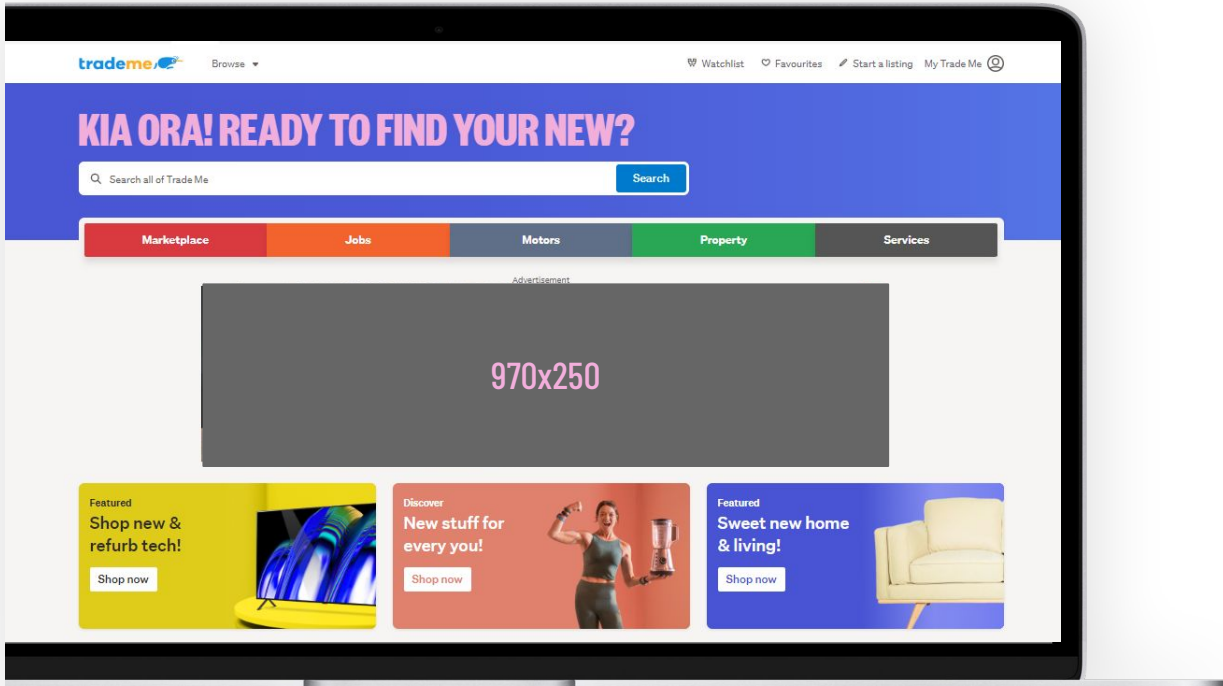 trademe
Browse
Watchlist
Favourites
Start a listing
My Trade Me
KIA ORA! READY TO FIND YOUR NEW?
Search all of Trade Me
Search
Marketplace
Jobs
Motors
Property
Services
Advertisement
970x250
Featured
Shop new &
refurb tech!
Shop now
Discover
New stuff for
every you!
Shop now
Featured
Sweet new home
& living!
Shop now